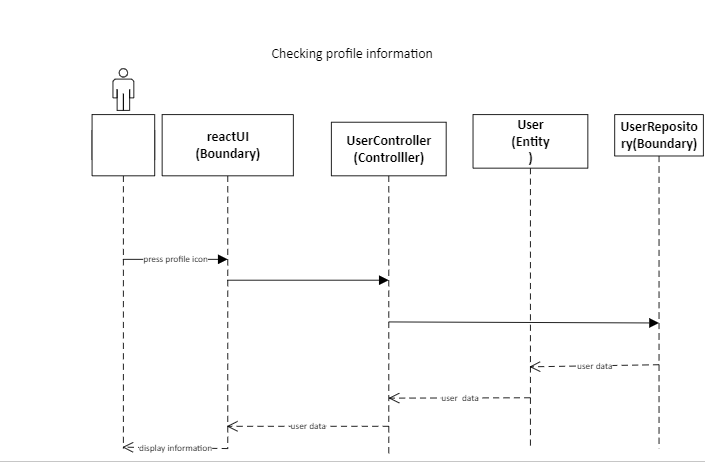 Checking profile information
reactUI
(Boundary)
UserController
(Controlller)
User
(Entity
)
UserReposito
ry(Boundary)
press profile icon
user data
user data
user data
display information